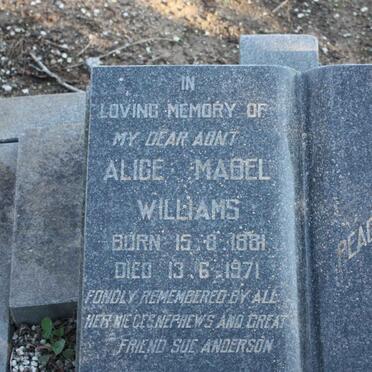 IN
LOVING MEMORY OF
MY DEAR AUNT
ALICE MABEL
WILLIAMS
BORN 15.8.1881
DIED 13.6.1971
FONDLY REMEMBERED BY ALL
HER NIECES NEPHEWS AND GREAT
FRIEND SUE ANDERSON